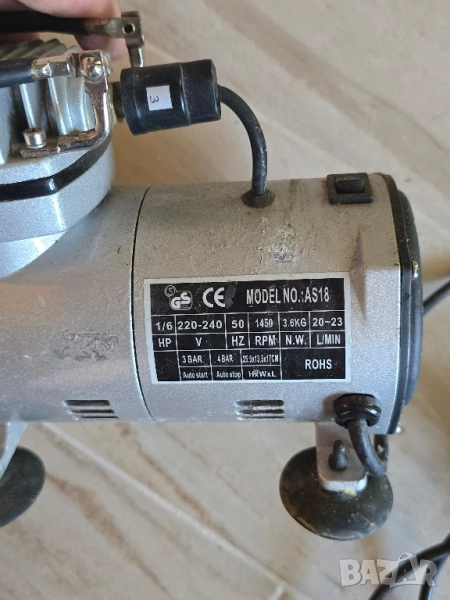 3
GS CE MODEL NO.:AS18
1/6 220-240 50 1450 3.6KG 20~23
HP V HZ RPM N.W. L/MIN
3 BAR 4 BAR 25.9x13.5x17CM
Auto start Auto stop HxWxL ROHS
BAZAR